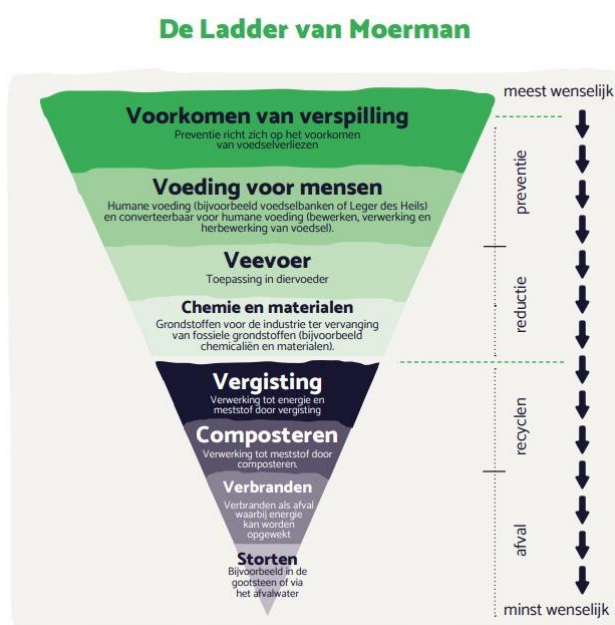 De Ladder van Moerman
meest wenselijk
Voorkomen van verspilling
Preventie richt zich op het voorkomen
van voedselverliezen
Voeding voor mensen
Humane voeding (bijvoorbeeld voedselbanken of Leger des Heils)
en converteerbaar voor humane voeding (bewerken, verwerking en
herbewerking van voedsel).
preventie
Veevoer
Toepassing in diervoeder
Chemie en materialen
Grondstoffen voor de industrie ter vervanging
van fossiele grondstoffen (bijvoorbeeld
chemicaliën en materialen).
reductie
Vergisting
Verwerking tot energie en
meststof door vergisting
Composteren
Verwerking tot meststof door
composteren.
recyclen
Verbranden
Verbranden als afval
waarbij energie
kan worden
opgewekt
Storten
Bijvoorbeeld in de
gootsteen of via
het afvalwater
afval
minst wenselijk